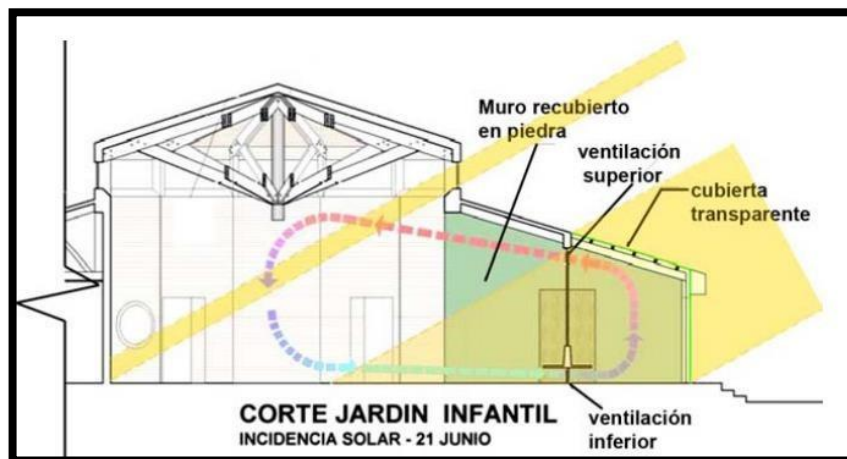 Muro recubierto
en piedra
ventilación
superior
cubierta
transparente
CORTE JARDIN INFANTIL
INCIDENCIA SOLAR - 21 JUNIO
ventilación
inferior